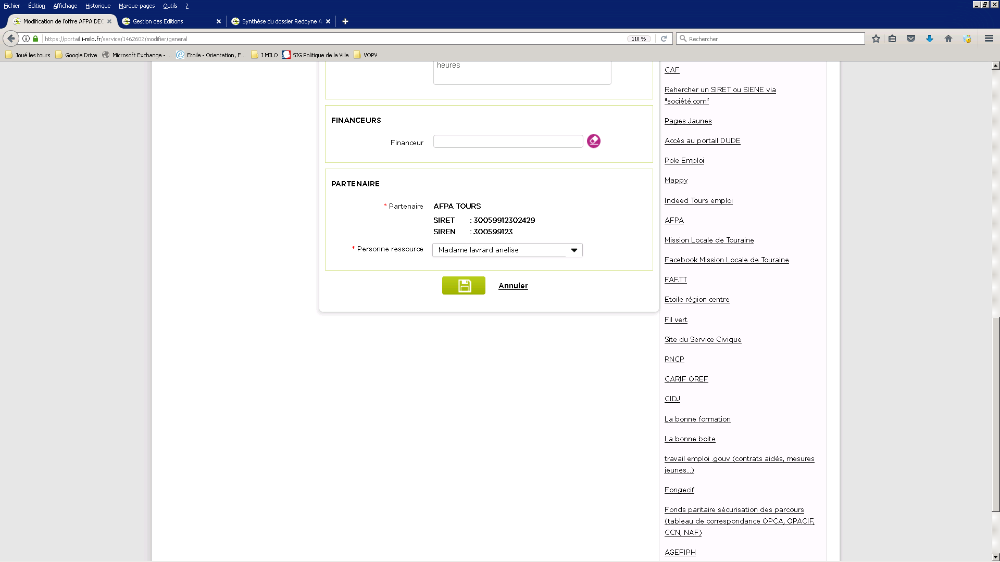 Fichier Édition Affichage Historique Marque-pages Outils ?
Modification de l'offre AFPA DEC
Gestion des Editions
Synthèse du dossier Redoyne A
https://portail.i-milo.fr/service/1462602/modifier/general
110 %
Rechercher
Joué les tours
Google Drive
Microsoft Exchange - ...
Etoile - Orientation, F...
I MILO
SIG Politique de la Ville
VOPV
heures
FINANCEURS
Financeur
PARTENAIRE
* Partenaire
AFPA TOURS
SIRET : 30059912302429
SIREN : 300599123
* Personne ressource
Madame lavrard anelise
Annuler
CAF
Rehercher un SIRET ou SIENE via
"société.com"
Pages Jaunes
Accès au portail DUDE
Pole Emploi
Mappy
Indeed Tours emploi
AFPA
Mission Locale de Touraine
Facebook Mission Locale de Touraine
FAF.TT
Etoile région centre
Fil vert
Site du Service Civique
RNCP
CARIF OREF
CIDJ
La bonne formation
La bonne boite
travail emploi .gouv (contrats aidés, mesures
jeunes...)
Fongecif
Fonds paritaire sécurisation des parcours
(tableau de correspondance OPCA, OPACIF,
CCN, NAF)
AGEFIPH